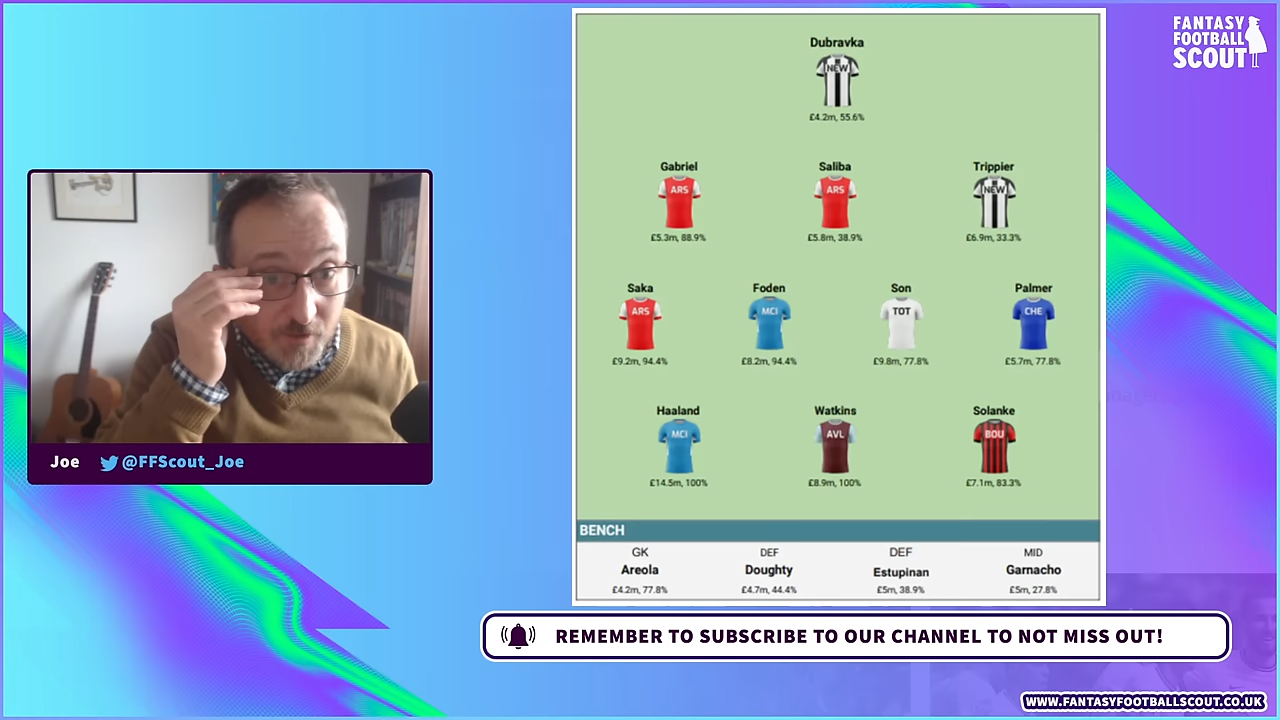 FANTASY
FOOTBALL
SCOUT
Dubravka
NEW
£4.2m, 55.6%
Gabriel Saliba Trippier
ARS ARS NEW
£5.3m, 88.9% £5.8m, 38.9% £6.9m, 33.3%
Saka Foden Son Palmer
ARS MCI TOT CHE
£9.2m, 94.4% £8.2m, 94.4% £9.8m, 77.8% £5.7m, 77.8%
Haaland Watkins Solanke
MCI AVL BOU
£14.5m, 100% £8.9m, 100% £7.1m, 83.3%
BENCH
GK DEF DEF MID
Areola Doughty Estupinan Garnacho
£4.2m, 77.8% £4.7m, 44.4% £5m, 38.9% £5m, 27.8%
Joe @FFScout_Joe
REMEMBER TO SUBSCRIBE TO OUR CHANNEL TO NOT MISS OUT!
WWW.FANTASYFOOTBALLSCOUT.CO.UK